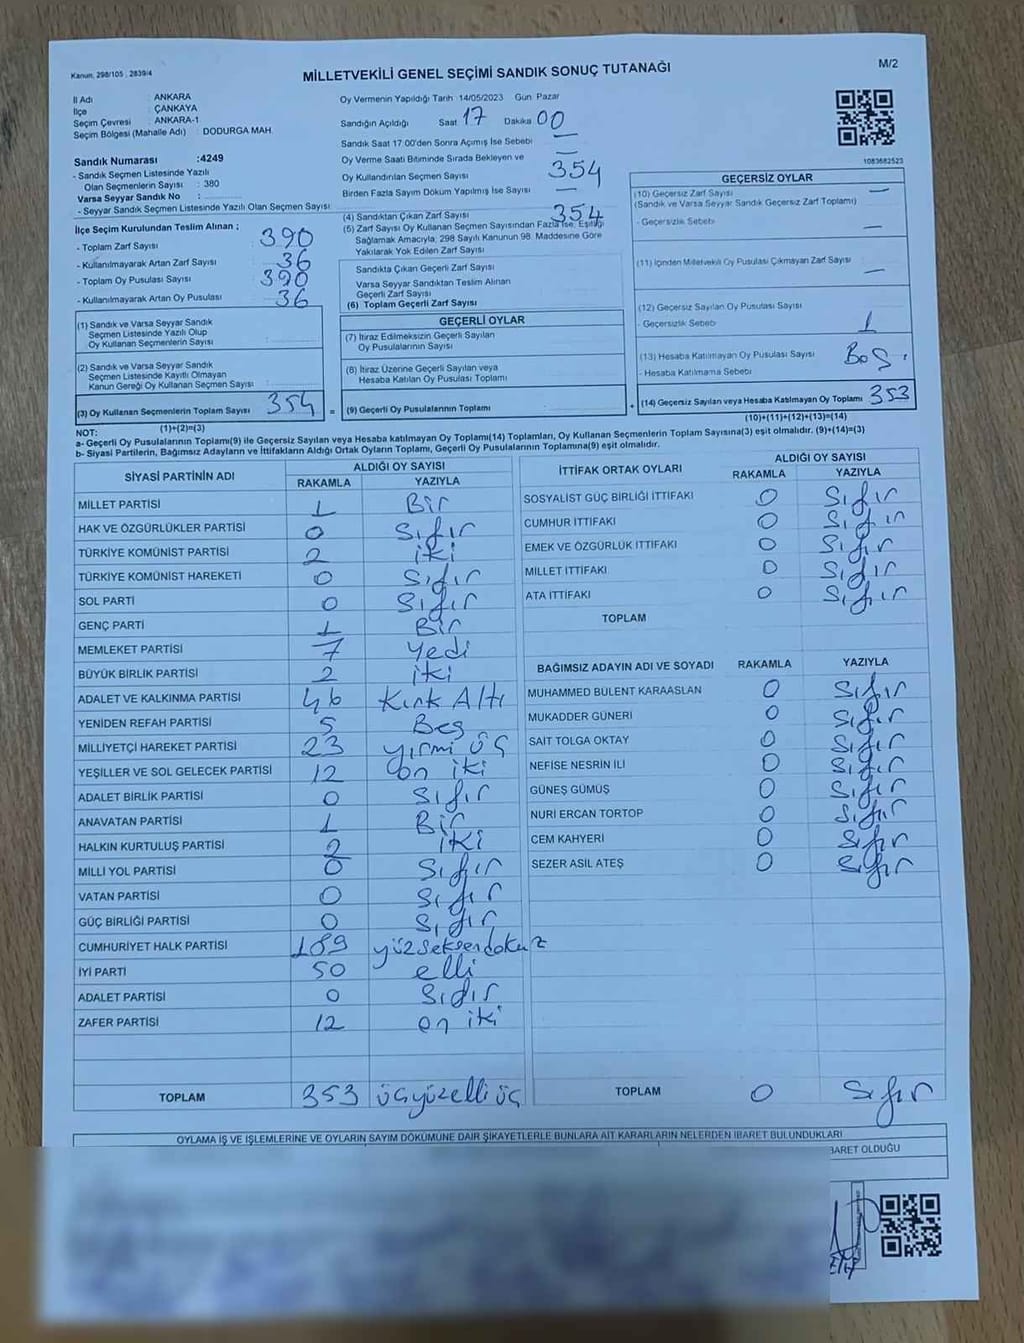 Kanun, 298/105 , 2839/4
MİLLETVEKİLİ GENEL SEÇİMİ SANDIK SONUÇ TUTANAĞI
M/2
İl Adı : ANKARA
İlçe : ÇANKAYA
Seçim Çevresi : ANKARA-1
Seçim Bölgesi (Mahalle Adı) : DODURGA MAH.
Sandık Numarası :4249
- Sandık Seçmen Listesinde Yazılı
Olan Seçmenlerin Sayısı : 380
Varsa Seyyar Sandık No :
- Seyyar Sandık Seçmen Listesinde Yazılı Olan Seçmen Sayısı:
İlçe Seçim Kurulundan Teslim Alınan ;
- Toplam Zarf Sayısı : 390
- Kullanılmayarak Artan Zarf Sayısı : 36
- Toplam Oy Pusulası Sayısı : 390
- Kullanılmayarak Artan Oy Pusulası : 36
(1) Sandık ve Varsa Seyyar Sandık
Seçmen Listesinde Yazılı Olup
Oy Kullanan Seçmenlerin Sayısı :
(2) Sandık ve Varsa Seyyar Sandık
Seçmen Listesinde Kayıtlı Olmayan
Kanun Gereği Oy Kullanan Seçmen Sayısı :
(3) Oy Kullanan Seçmenlerin Toplam Sayısı 354 =
(1)+(2)=(3)
Oy Vermenin Yapıldığı Tarih 14/05/2023 Gün Pazar
Sandığın Açıldığı Saat 17 Dakika 00
Sandık Saat 17:00'den Sonra Açımış İse Sebebi —
Oy Verme Saati Bitiminde Sırada Bekleyen ve —
Oy Kullandırılan Seçmen Sayısı 354
Birden Fazla Sayım Döküm Yapılmış İse Sayısı —
(4) Sandıktan Çıkan Zarf Sayısı 354
(5) Zarf Sayısı Oy Kullanan Seçmen Sayısından Fazla İse, Eşitliği
Sağlamak Amacıyla, 298 Sayılı Kanunun 98. Maddesine Göre
Yakılarak Yok Edilen Zarf Sayısı
Sandıkta Çıkan Geçerli Zarf Sayısı
Varsa Seyyar Sandıktan Teslim Alınan
Geçerli Zarf Sayısı
(6) Toplam Geçerli Zarf Sayısı
GEÇERLİ OYLAR
(7) İtiraz Edilmeksizin Geçerli Sayılan
Oy Pusulalarının Sayısı
(8) İtiraz Üzerine Geçerli Sayılan veya
Hesaba Katılan Oy Pusulası Toplamı
(9) Geçerli Oy Pusulalarının Toplamı +
1083682523
GEÇERSİZ OYLAR
(10) Geçersiz Zarf Sayısı —
(Sandık ve Varsa Seyyar Sandık Geçersiz Zarf Toplamı)
- Geçersizlik Sebebi —
(11) İçinden Milletvekili Oy Pusulası Çıkmayan Zarf Sayısı —
(12) Geçersiz Sayılan Oy Pusulası Sayısı
- Geçersizlik Sebebi 1
(13) Hesaba Katılmayan Oy Pusulası Sayısı Boş.
- Hesaba Katılmama Sebebi
(14) Geçersiz Sayılan veya Hesaba Katılmayan Oy Toplamı 353
(10)+(11)+(12)+(13)=(14)
NOT:
a- Geçerli Oy Pusulalarının Toplamı(9) ile Geçersiz Sayılan veya Hesaba katılmayan Oy Toplamı(14) Toplamları, Oy Kullanan Seçmenlerin Toplam Sayısına(3) eşit olmalıdır. (9)+(14)=(3)
b- Siyasi Partilerin, Bağımsız Adayların ve İttifakların Aldığı Ortak Oyların Toplamı, Geçerli Oy Pusulalarının Toplamına(9) eşit olmalıdır.
SİYASİ PARTİNİN ADI ALDIĞI OY SAYISI
RAKAMLA YAZIYLA
MİLLET PARTİSİ 1 Bir
HAK VE ÖZGÜRLÜKLER PARTİSİ 0 Sıfır
TÜRKİYE KOMÜNİST PARTİSİ 2 iki
TÜRKİYE KOMÜNİST HAREKETİ 0 Sıfır
SOL PARTİ 0 Sıfır
GENÇ PARTİ 1 Bir
MEMLEKET PARTİSİ 7 Yedi
BÜYÜK BİRLİK PARTİSİ 2 iki
ADALET VE KALKINMA PARTİSİ 46 Kırk Altı
YENİDEN REFAH PARTİSİ 5 Beş
MİLLİYETÇİ HAREKET PARTİSİ 23 yirmi üç
YEŞİLLER VE SOL GELECEK PARTİSİ 12 on iki
ADALET BİRLİK PARTİSİ 0 Sıfır
ANAVATAN PARTİSİ 1 Bir
HALKIN KURTULUŞ PARTİSİ 2 iki
MİLLİ YOL PARTİSİ 0 Sıfır
VATAN PARTİSİ 0 Sıfır
GÜÇ BİRLİĞİ PARTİSİ 0 Sıfır
CUMHURİYET HALK PARTİSİ 189 yüzseksendokuz
İYİ PARTİ 50 elli
ADALET PARTİSİ 0 Sıfır
ZAFER PARTİSİ 12 on iki
TOPLAM 353 üçyüzelli üç
İTTİFAK ORTAK OYLARI ALDIĞI OY SAYISI
RAKAMLA YAZIYLA
SOSYALİST GÜÇ BİRLİĞİ İTTİFAKI 0 Sıfır
CUMHUR İTTİFAKI 0 Sıfır
EMEK VE ÖZGÜRLÜK İTTİFAKI 0 Sıfır
MİLLET İTTİFAKI 0 Sıfır
ATA İTTİFAKI 0 Sıfır
TOPLAM
BAĞIMSIZ ADAYIN ADI VE SOYADI RAKAMLA YAZIYLA
MUHAMMED BÜLENT KARAASLAN 0 Sıfır
MUKADDER GÜNERİ 0 Sıfır
SAİT TOLGA OKTAY 0 Sıfır
NEFİSE NESRİN İLİ 0 Sıfır
GÜNEŞ GÜMÜŞ 0 Sıfır
NURİ ERCAN TORTOP 0 Sıfır
CEM KAHYERİ 0 Sıfır
SEZER ASİL ATEŞ 0 Sıfır
TOPLAM 0 Sıfır
OYLAMA İŞ VE İŞLEMLERİNE VE OYLARIN SAYIM DÖKÜMÜNE DAİR ŞİKAYETLERLE BUNLARA AİT KARARLARIN NELERDEN İBARET BULUNDUKLARI
BARET OLDUĞU